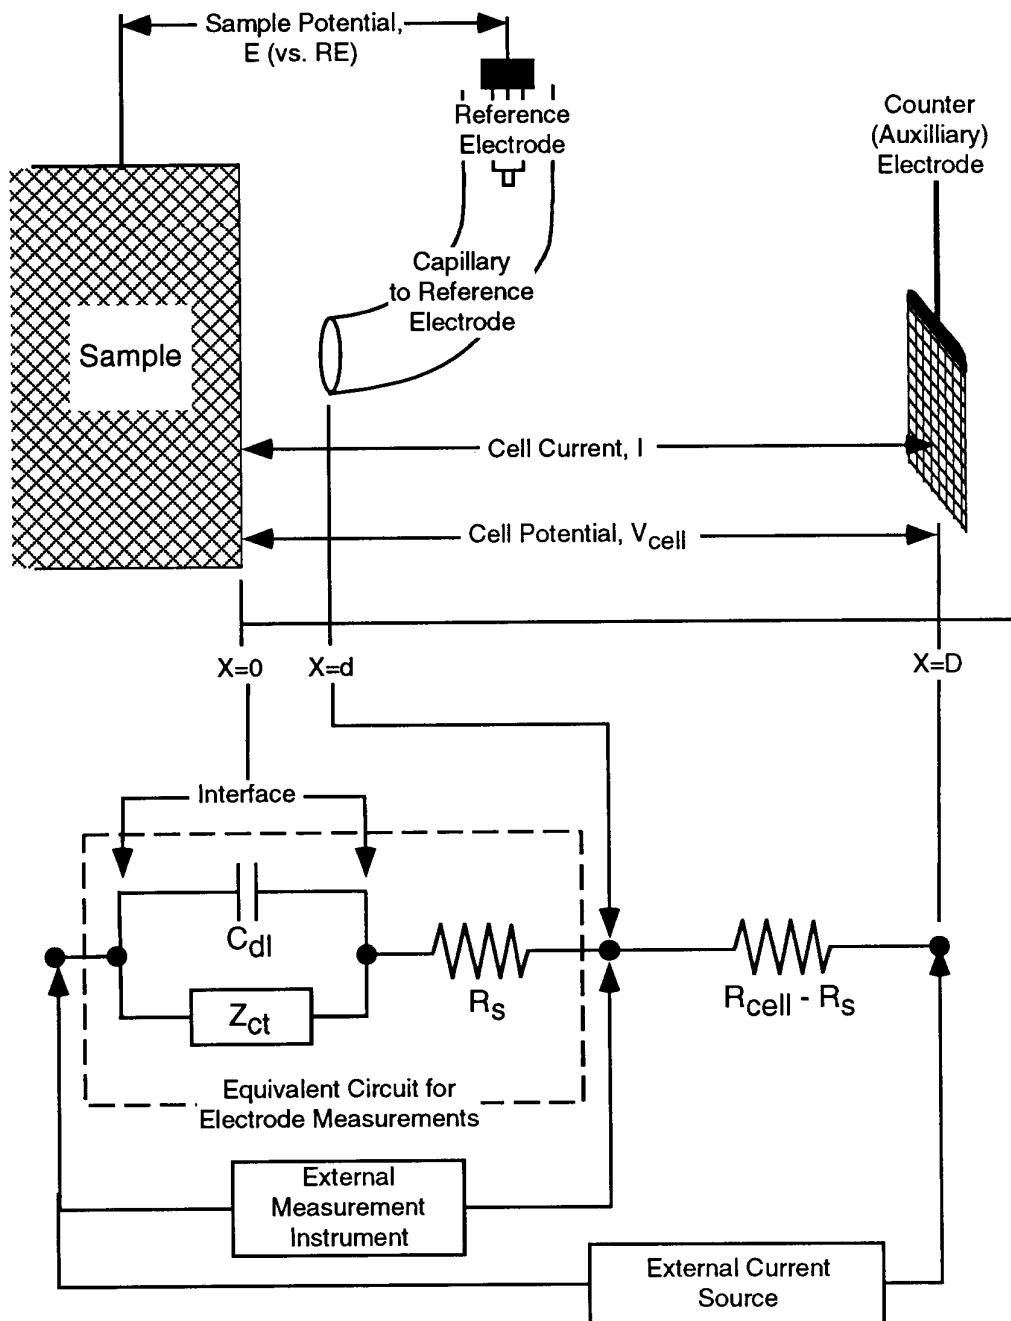 Sample Potential,
E (vs. RE)
Reference
Electrode
Counter
(Auxilliary)
Electrode
Capillary
to Reference
Electrode
Sample
Cell Current, I
Cell Potential, Vcell
X=0
X=d
X=D
Interface
Cdl
Rs
Rcell - Rs
Zct
Equivalent Circuit for
Electrode Measurements
External
Measurement
Instrument
External Current
Source